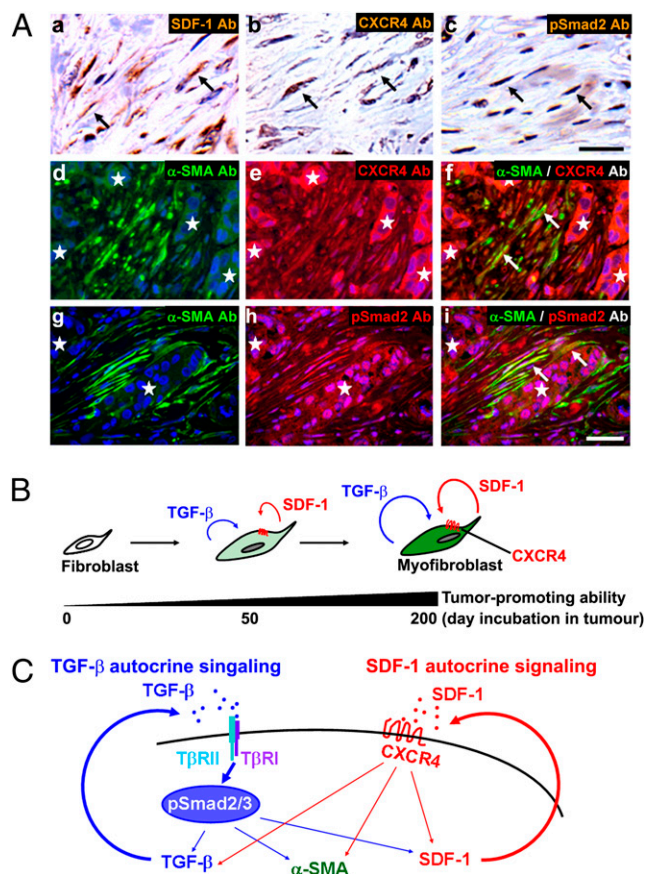 A
a SDF-1 Ab
b CXCR4 Ab
c pSmad2 Ab
d α-SMA Ab
e CXCR4 Ab
f α-SMA / CXCR4 Ab
g α-SMA Ab
h pSmad2 Ab
i α-SMA / pSmad2 Ab
B
TGF-β SDF-1 TGF-β SDF-1
Fibroblast Myofibroblast CXCR4
Tumor-promoting ability
0 50 200 (day incubation in tumour)
C
TGF-β autocrine singaling SDF-1 autocrine signaling
TGF-β SDF-1
TβRII TβRI CXCR4
pSmad2/3
TGF-β α-SMA SDF-1